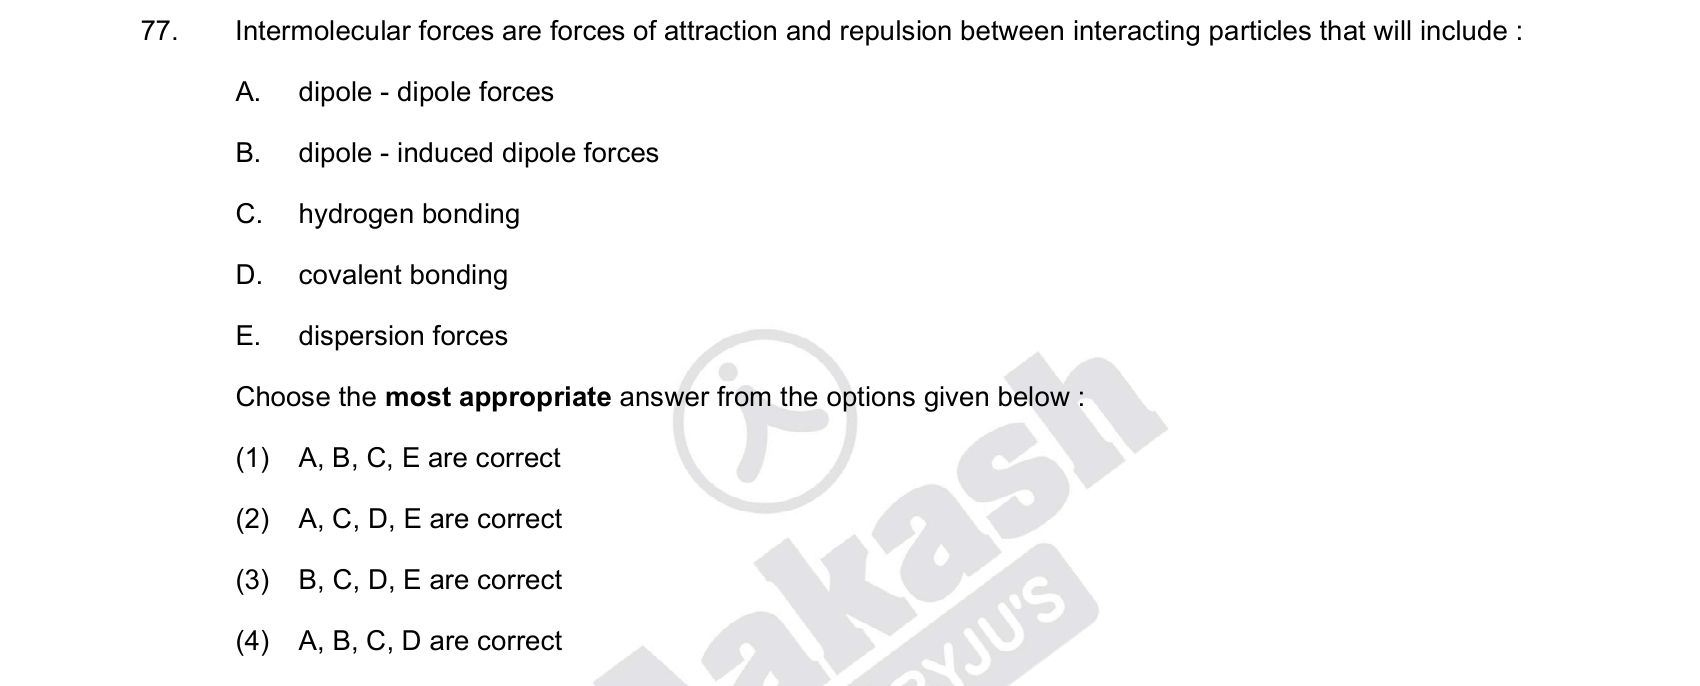 77. Intermolecular forces are forces of attraction and repulsion between interacting particles that will include :
A. dipole - dipole forces
B. dipole - induced dipole forces
C. hydrogen bonding
D. covalent bonding
E. dispersion forces
Choose the most appropriate answer from the options given below :
(1) A, B, C, E are correct
(2) A, C, D, E are correct
(3) B, C, D, E are correct
(4) A, B, C, D are correct
akash
BYJU'S